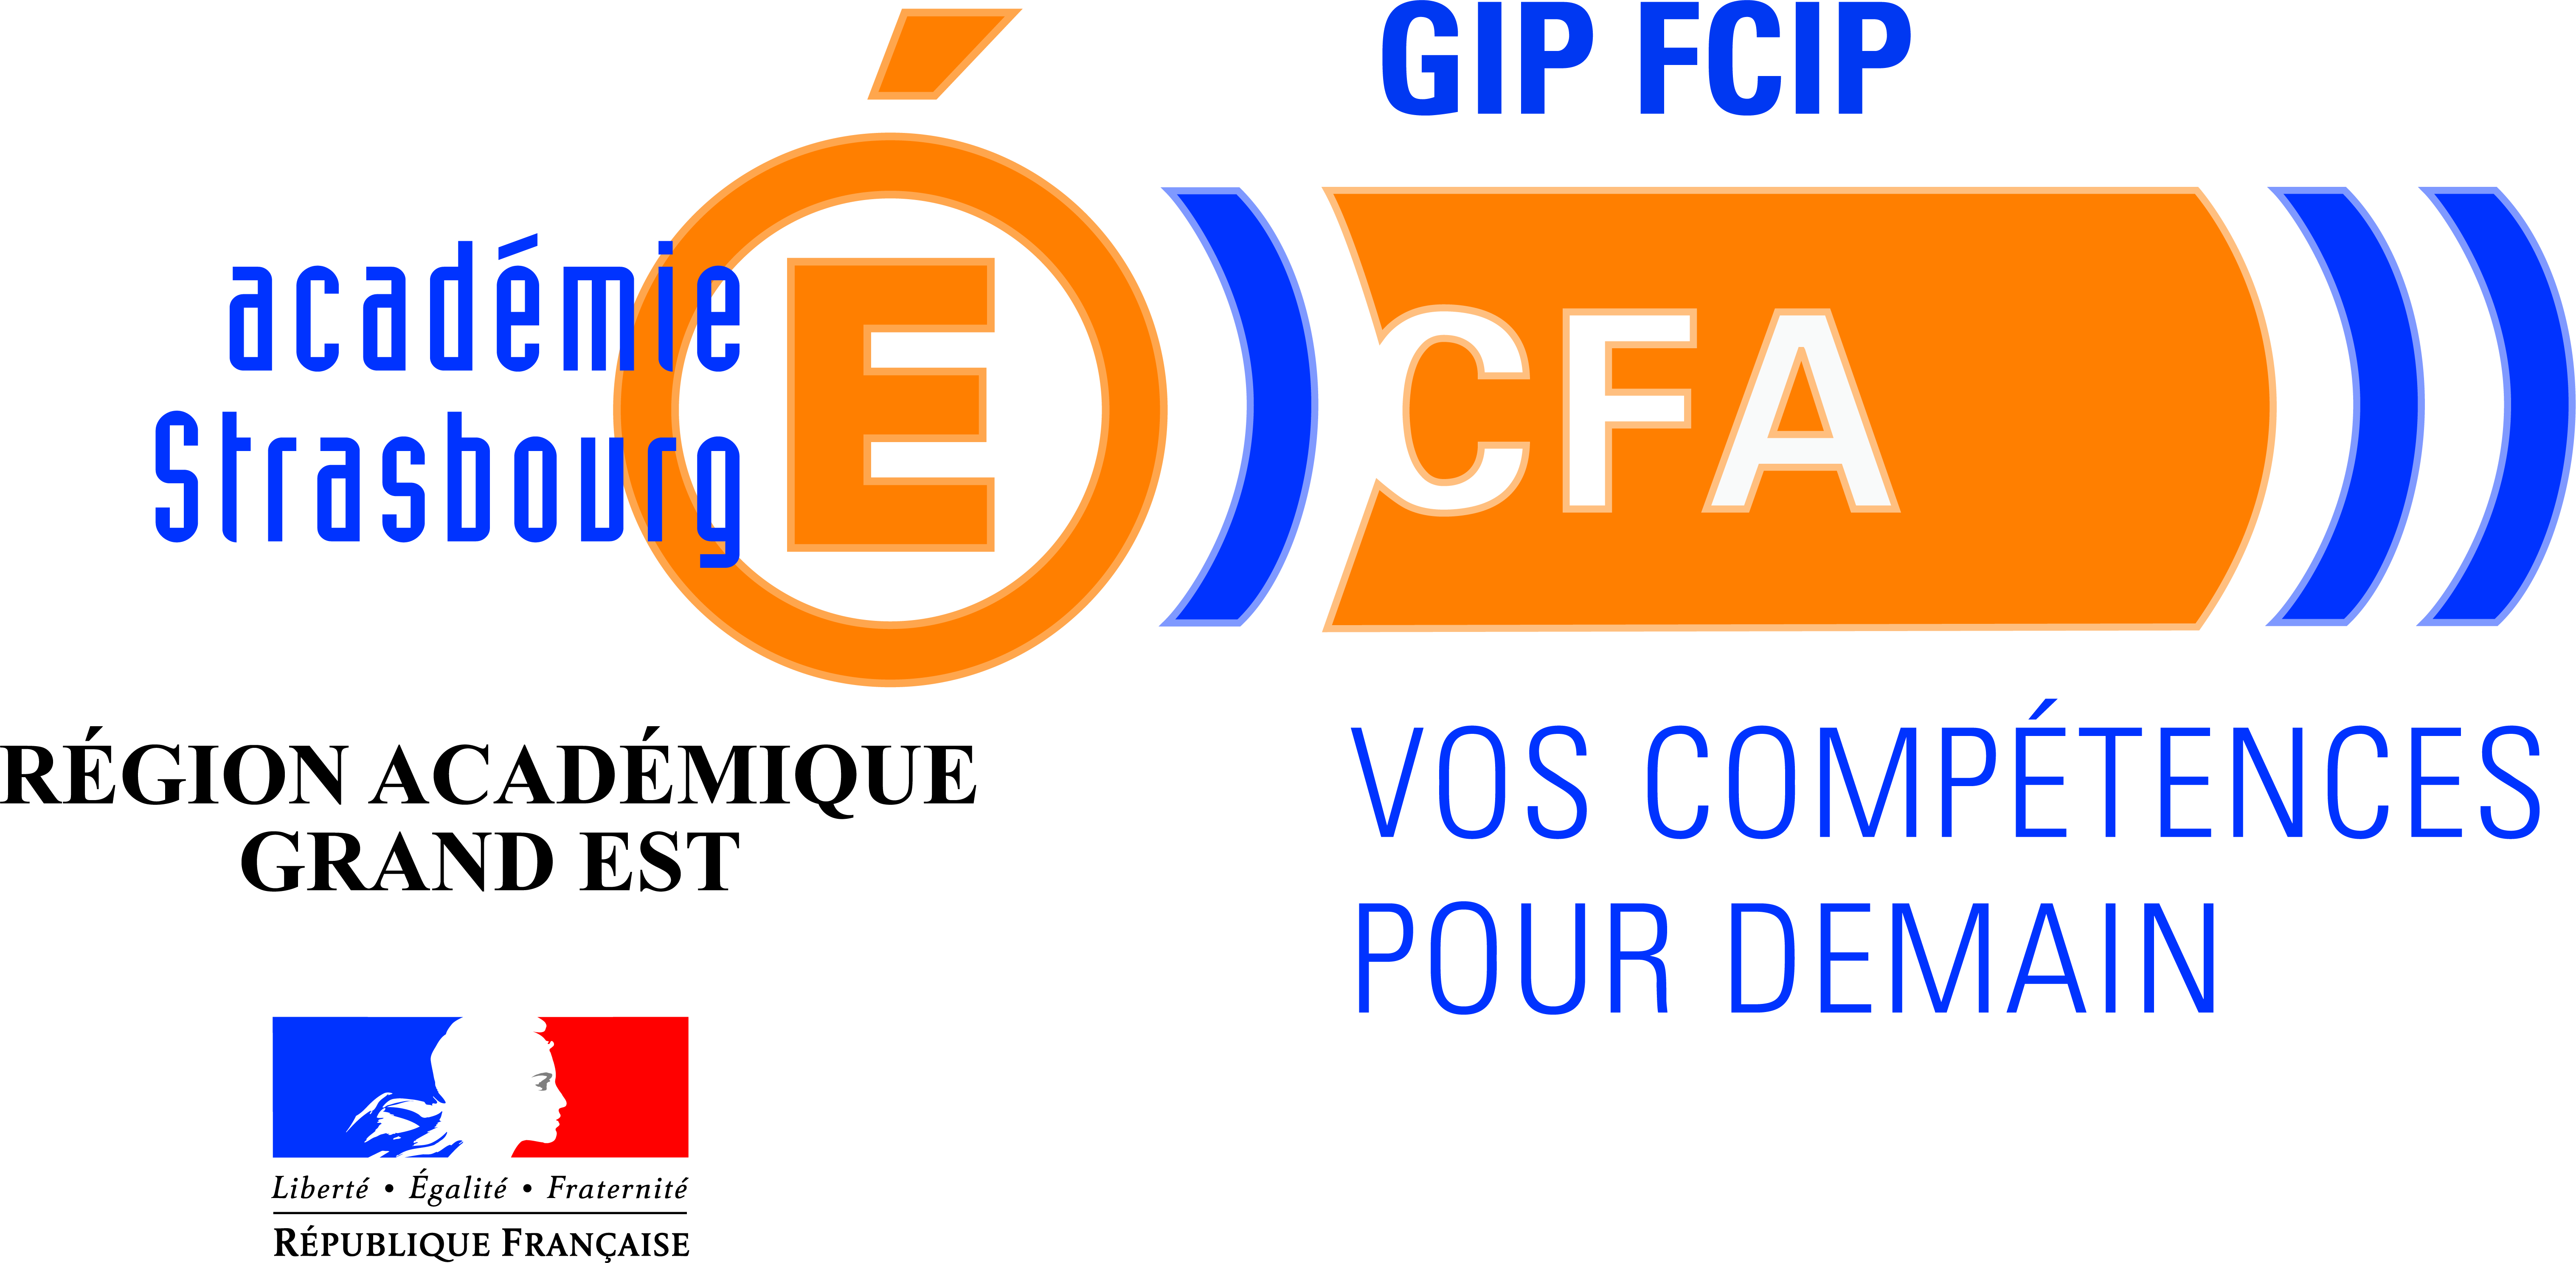 académie
Strasbourg
É
RÉGION ACADÉMIQUE
GRAND EST
Liberté • Égalité • Fraternité
RÉPUBLIQUE FRANÇAISE
GIP FCIP
CFA
VOS COMPÉTENCES
POUR DEMAIN